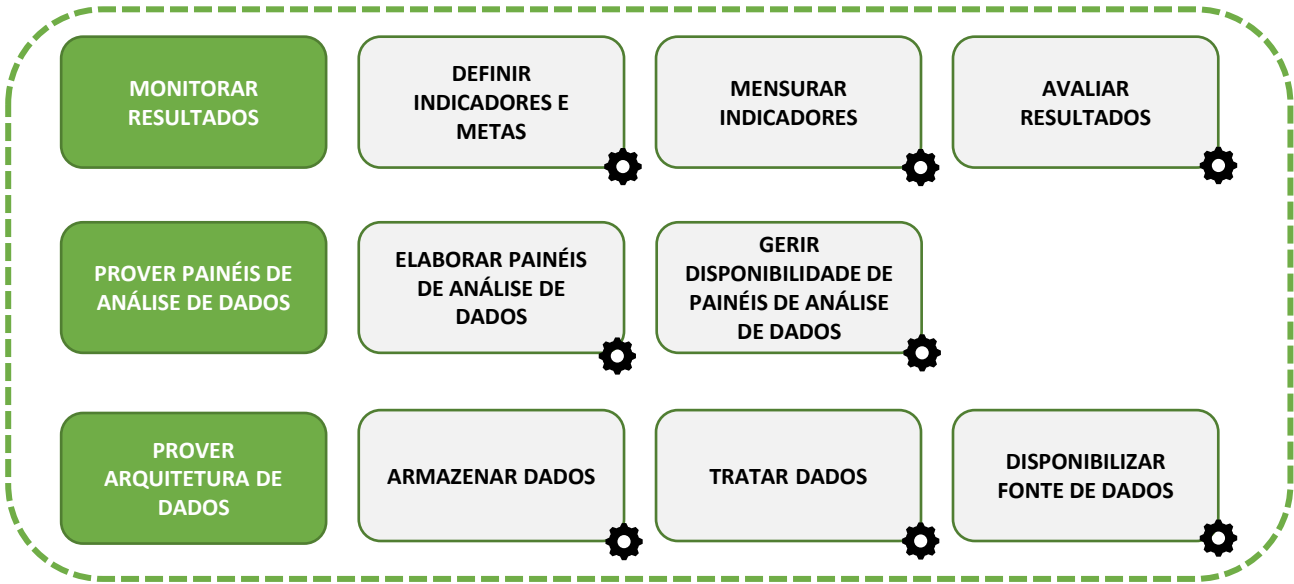 MONITORAR
RESULTADOS
DEFINIR
INDICADORES E
METAS
MENSURAR
INDICADORES
AVALIAR
RESULTADOS
PROVER PAINÉIS DE
ANÁLISE DE DADOS
ELABORAR PAINÉIS
DE ANÁLISE DE
DADOS
GERIR
DISPONIBILIDADE DE
PAINÉIS DE ANÁLISE
DE DADOS
PROVER
ARQUITETURA DE
DADOS
ARMAZENAR DADOS
TRATAR DADOS
DISPONIBILIZAR
FONTE DE DADOS